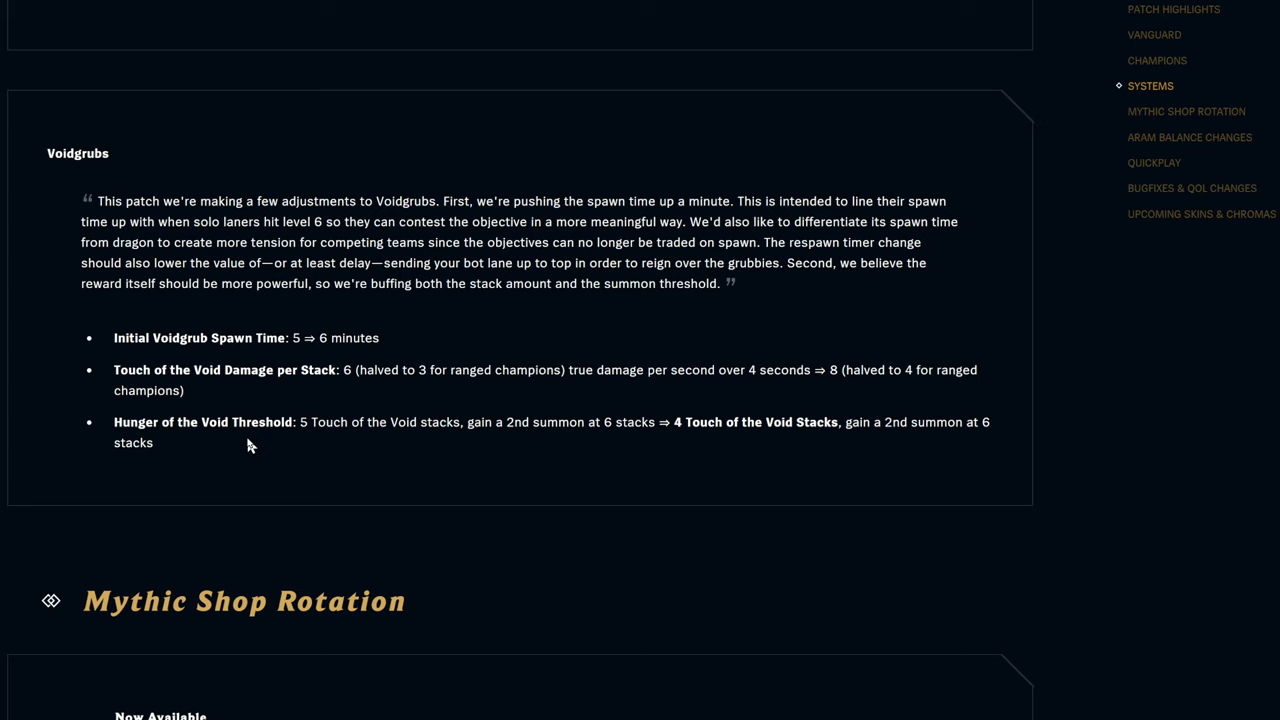 PATCH HIGHLIGHTS
VANGUARD
CHAMPIONS
SYSTEMS
MYTHIC SHOP ROTATION
ARAM BALANCE CHANGES
QUICKPLAY
BUGFIXES & QOL CHANGES
UPCOMING SKINS & CHROMAS
Voidgrubs
“ This patch we're making a few adjustments to Voidgrubs. First, we're pushing the spawn time up a minute. This is intended to line their spawn
time up with when solo laners hit level 6 so they can contest the objective in a more meaningful way. We'd also like to differentiate its spawn time
from dragon to create more tension for competing teams since the objectives can no longer be traded on spawn. The respawn timer change
should also lower the value of—or at least delay—sending your bot lane up to top in order to reign over the grubbies. Second, we believe the
reward itself should be more powerful, so we're buffing both the stack amount and the summon threshold. ”
• Initial Voidgrub Spawn Time: 5 ⇒ 6 minutes
• Touch of the Void Damage per Stack: 6 (halved to 3 for ranged champions) true damage per second over 4 seconds ⇒ 8 (halved to 4 for ranged
champions)
• Hunger of the Void Threshold: 5 Touch of the Void stacks, gain a 2nd summon at 6 stacks ⇒ 4 Touch of the Void Stacks, gain a 2nd summon at 6
stacks
Mythic Shop Rotation
Now Available